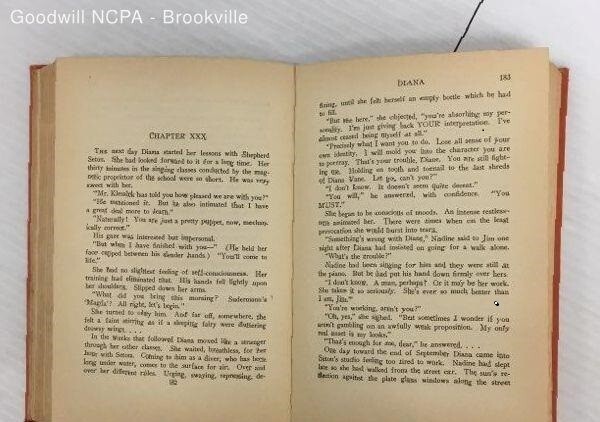 Goodwill NCPA - Brookville
CHAPTER XXX
THE next day Diana started her lessons with Shepherd
Seton. She had looked forward to it for a long time. Her
thirty minutes in the singing classes conducted by the mag-
netic proprietor of the school were so short. He was very
sweet with her.
"Mr. Klenick has told you how pleased we are with you?"
"He mentioned it. But he also intimated that I have
a great deal more to learn."
"Naturally! You are just a pretty puppet, now, mechan-
ically correct."
His gaze was interested but impersonal.
"But when I have finished with you—" (He held her
face cupped between his slender hands.) "You'll come to
life."
She had no slightest feeling of self-consciousness. Her
training had eliminated that. His hands fell lightly upon
her shoulders. Slipped down her arms.
"What did you bring this morning? Sudermann's
'Magda'? All right, let's begin."
She turned to obey him. And far off, somewhere, she
felt a faint stirring as if a sleeping fairy were fluttering
drowsy wings. . . .
In the weeks that followed Diana moved like a stranger
through her other classes. She waited, breathless, for her
hour with Seton. Coming to him as a diver, who has been
long under water, comes to the surface for air. Over and
over her different rôles. Urging, swaying, repressing, de-
182
DIANA 183
fining, until she felt herself an empty bottle which he had
to fill.
"But see here," she objected, "you're absorbing my per-
sonality. I'm just giving back YOUR interpretation. I've
almost ceased being myself at all."
"Precisely what I want you to do. Lose all sense of your
own identity. I will mold you into the character you are
to portray. That's your trouble, Diane. You are still fight-
ing me. Holding on tooth and toenail to the last shreds
of Diana Vane. Let go, can't you?"
"I don't know. It doesn't seem quite decent."
"You will," he answered, with confidence. "You
MUST."
She began to be conscious of moods. An intense restless-
ness animated her. There were times when on the least
provocation she would burst into tears.
"Something's wrong with Diana," Nadine said to Jim one
night after Diana had insisted on going for a walk alone.
"What's the trouble?"
Nadine had been singing for him and they were still at
the piano. But he had put his hand down firmly over hers.
"I don't know. A man, perhaps? Or it may be her work.
She takes it so seriously. She's ever so much better than
I am, Jim."
"You're working, aren't you?"
"Oh, yes," she sighed. "But sometimes I wonder if you
aren't gambling on an awfully weak proposition. My only
real asset is my looks."
"That's enough for me, dear," he answered. . . .
One day toward the end of September Diana came into
Seton's studio feeling too tired to work. Nadine had slept
late so she had walked from the street car. The sun's re-
flection against the plate glass windows along the street